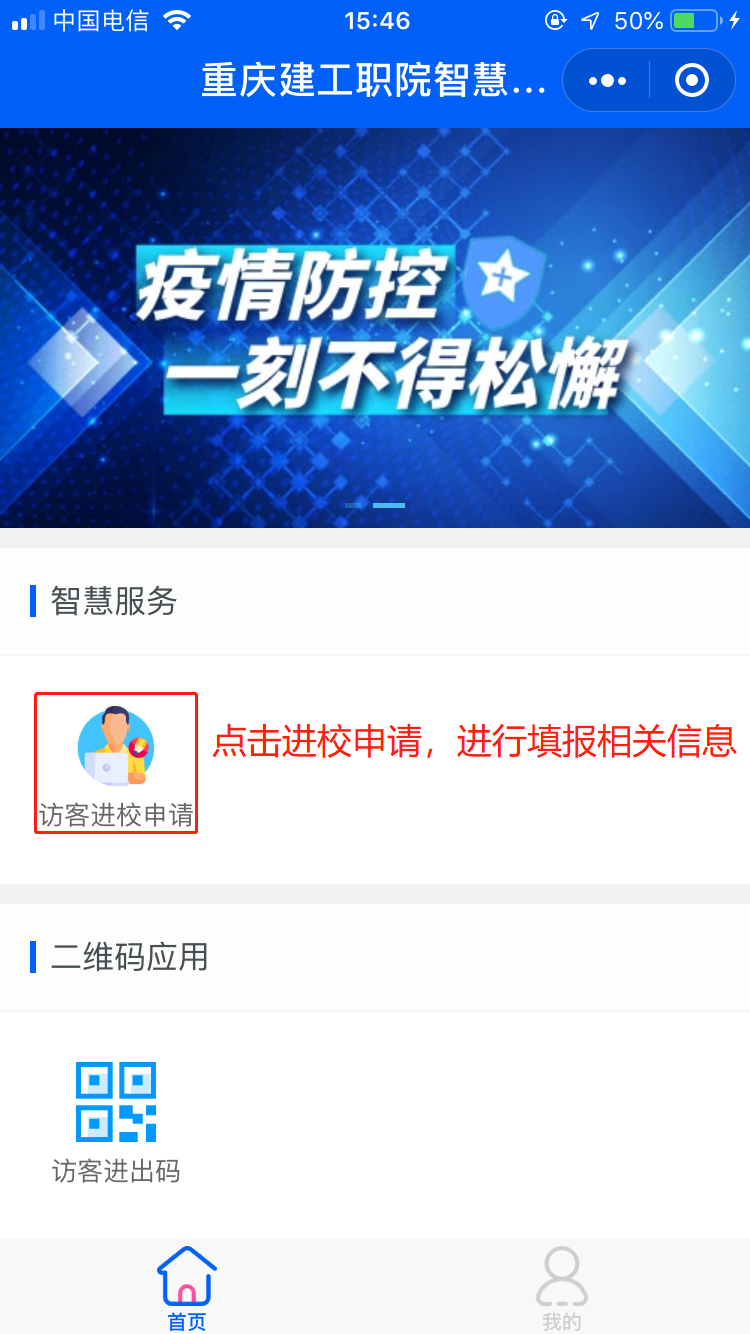 中国电信
15:46
50%
重庆建工职院智慧...
疫情防控
一刻不得松懈
智慧服务
点击进校申请，进行填报相关信息
访客进校申请
二维码应用
访客进出码
首页
我的